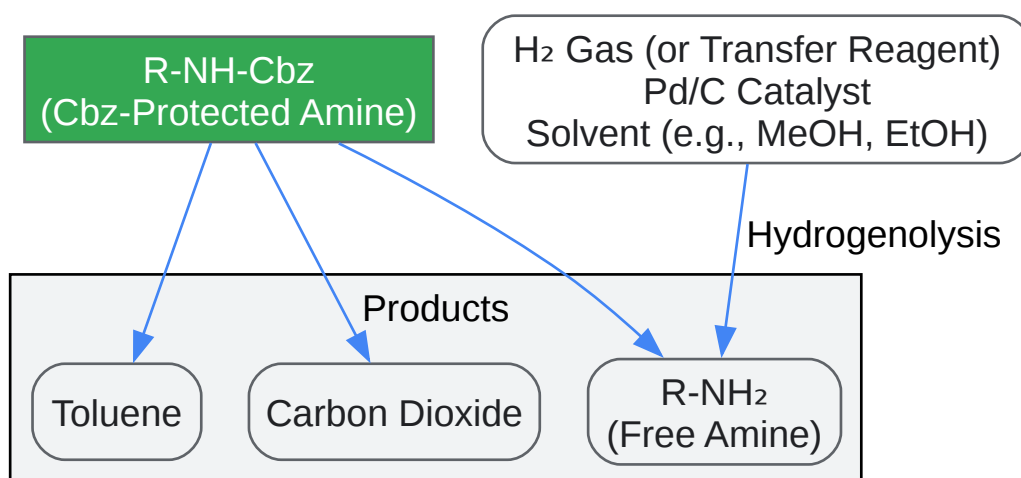 R-NH-Cbz
(Cbz-Protected Amine)
H₂ Gas (or Transfer Reagent)
Pd/C Catalyst
Solvent (e.g., MeOH, EtOH)
Hydrogenolysis
Products
Toluene
Carbon Dioxide
R-NH₂
(Free Amine)